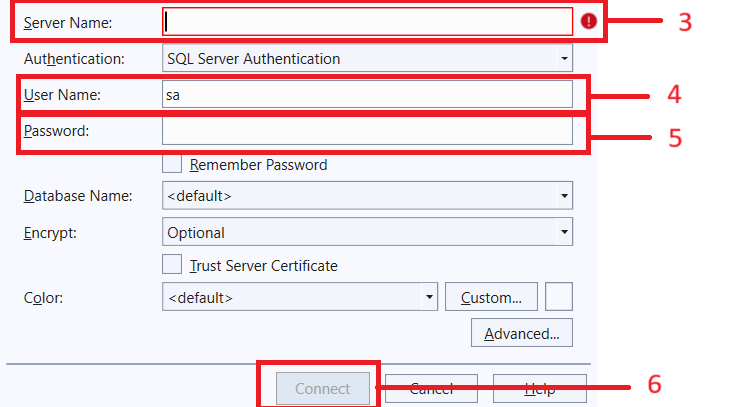 Server Name: ! 3
Authentication: SQL Server Authentication
User Name: sa 4
Password: 5
Remember Password
Database Name: <default>
Encrypt: Optional
Trust Server Certificate
Color: <default> Custom...
Advanced...
Connect Cancel Help 6